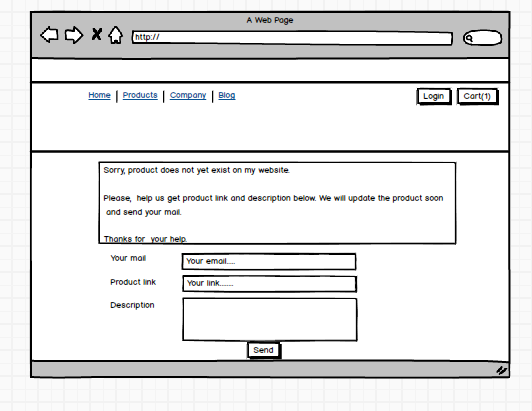 A Web Page
http://
Home | Products | Company | Blog
Login
Cart(1)
Sorry, product does not yet exist on my website.
Please, help us get product link and description below. We will update the product soon
and send your mail.
Thanks for your help.
Your mail
Your email....
Product link
Your link.......
Description
Send